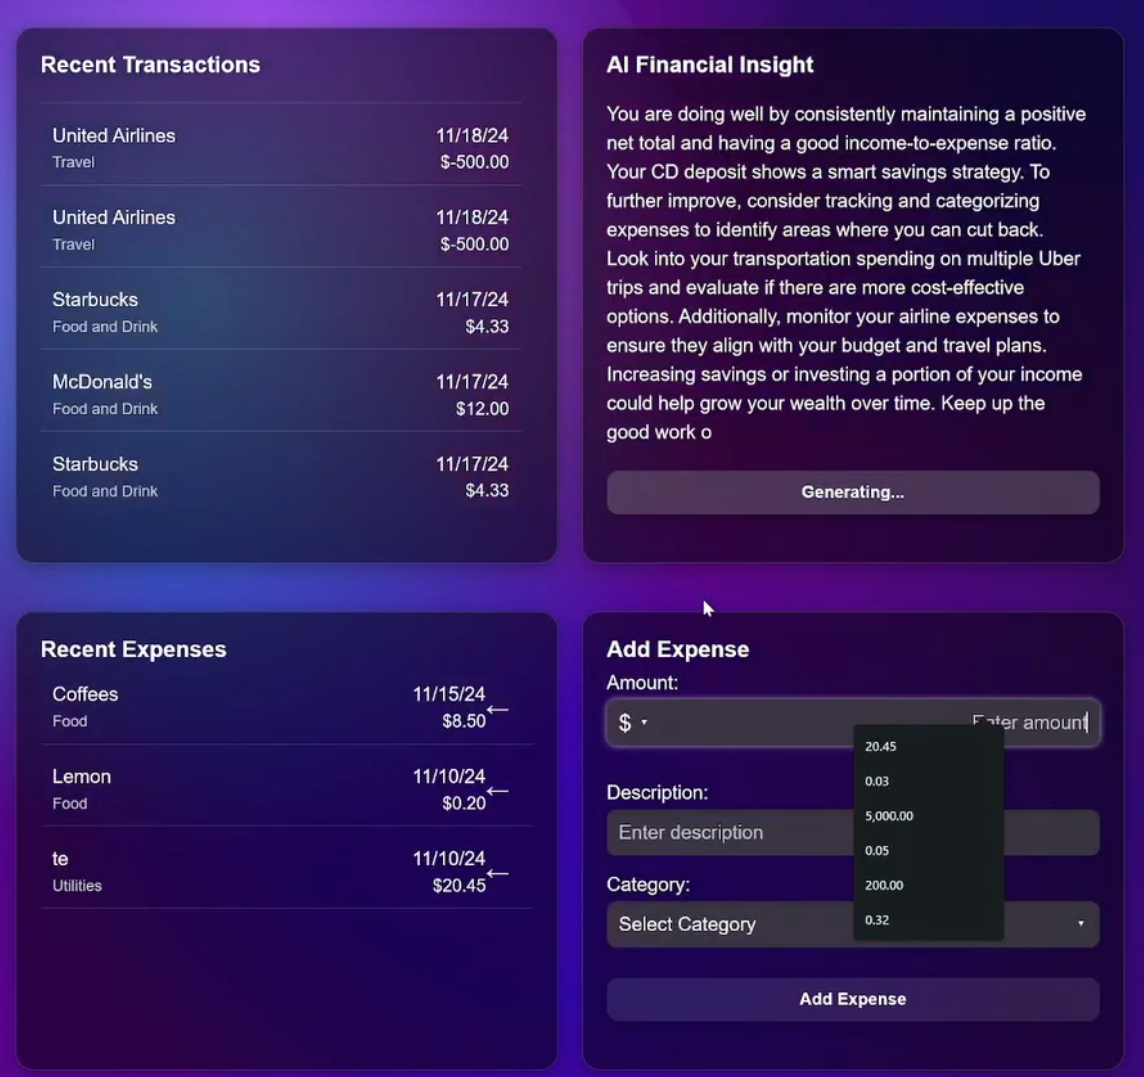 Recent Transactions
United Airlines 11/18/24
Travel $-500.00
United Airlines 11/18/24
Travel $-500.00
Starbucks 11/17/24
Food and Drink $4.33
McDonald's 11/17/24
Food and Drink $12.00
Starbucks 11/17/24
Food and Drink $4.33
AI Financial Insight
You are doing well by consistently maintaining a positive
net total and having a good income-to-expense ratio.
Your CD deposit shows a smart savings strategy. To
further improve, consider tracking and categorizing
expenses to identify areas where you can cut back.
Look into your transportation spending on multiple Uber
trips and evaluate if there are more cost-effective
options. Additionally, monitor your airline expenses to
ensure they align with your budget and travel plans.
Increasing savings or investing a portion of your income
could help grow your wealth over time. Keep up the
good work o
Generating...
Recent Expenses
Coffees 11/15/24
Food $8.50 ←
Lemon 11/10/24
Food $0.20 ←
te 11/10/24
Utilities $20.45 ←
Add Expense
Amount:
$ Enter amount
20.45
0.03
5,000.00
0.05
200.00
0.32
Description:
Enter description
Category:
Select Category
Add Expense